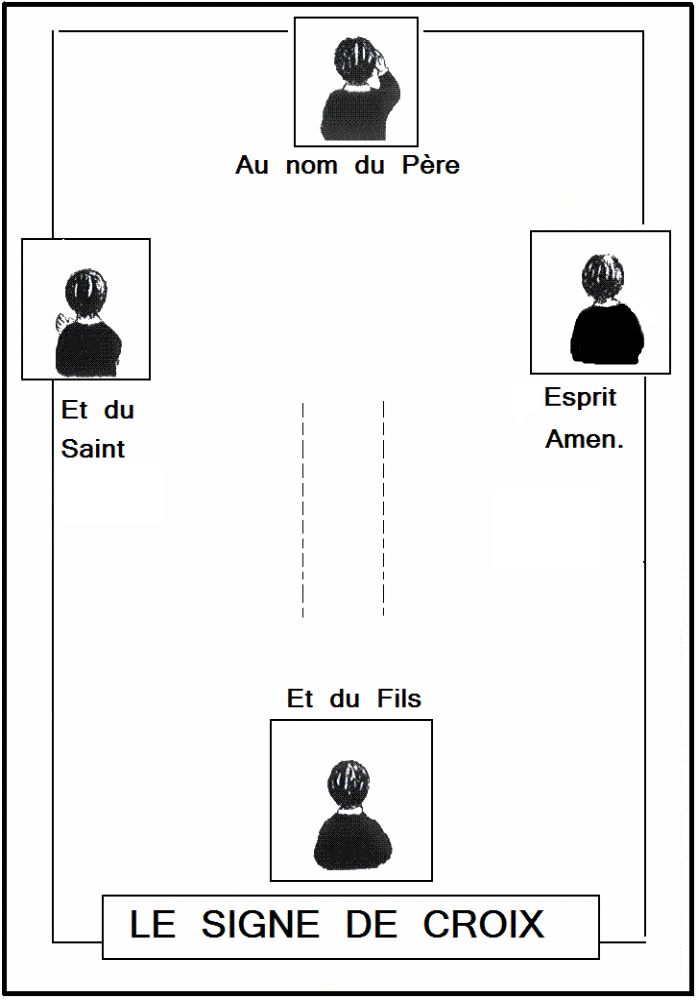 Au nom du Père
Et du
Saint
Esprit
Amen.
Et du Fils
LE SIGNE DE CROIX